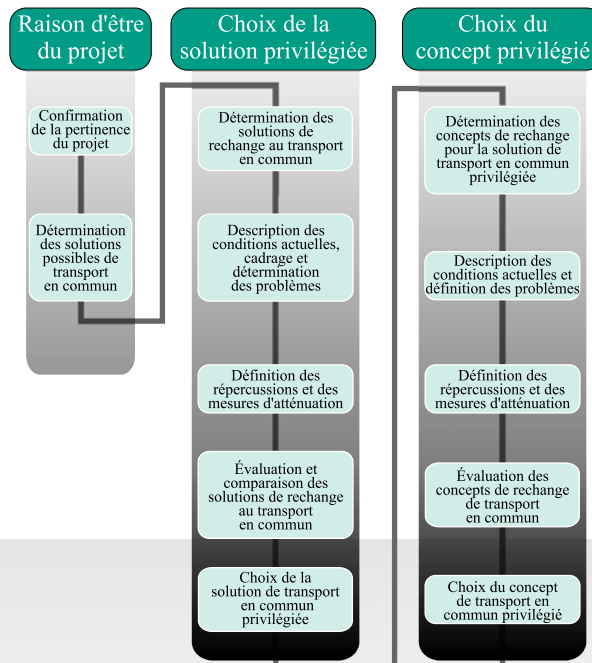 Raison d'être
du projet
Confirmation
de la pertinence
du projet
Détermination
des solutions
possibles de
transport
en commun
Choix de la
solution privilégiée
Détermination des
solutions de
rechange au transport
en commun
Description des
conditions actuelles,
cadrage et
détermination
des problèmes
Définition des
répercussions et des
mesures d'atténuation
Évaluation et
comparaison des
solutions de rechange
au transport
en commun
Choix de la
solution de transport
en commun
privilégiée
Choix du
concept privilégié
Détermination des
concepts de rechange
pour la solution de
transport en commun
privilégiée
Description des
conditions actuelles et
définition des problèmes
Définition des
répercussions et des
mesures d'atténuation
Évaluation des
concepts de rechange
de transport
en commun
Choix du concept
de transport en
commun privilégié